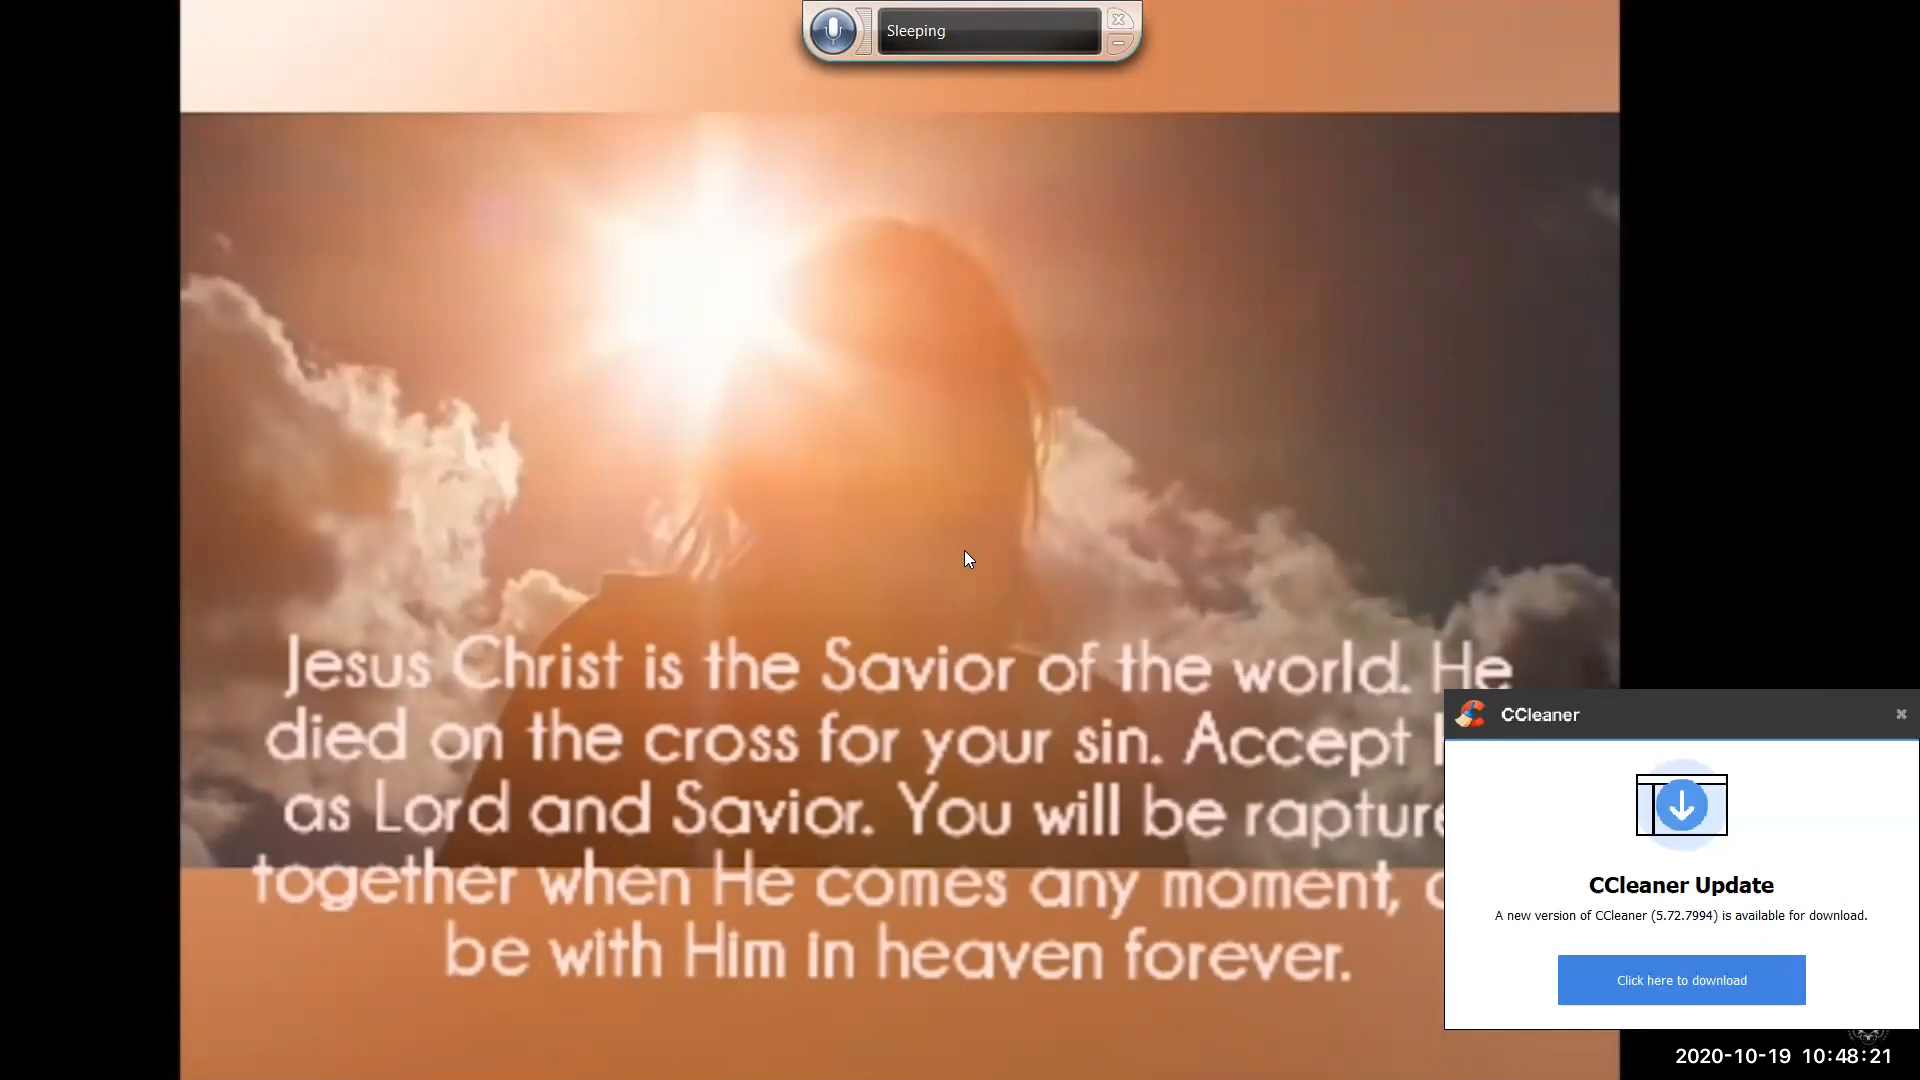 Sleeping
Jesus Christ is the Savior of the world. He
died on the cross for your sin. Accept
as Lord and Savior. You will be rapture
together when He comes any moment,
be with Him in heaven forever.
CCleaner
CCleaner Update
A new version of CCleaner (5.72.7994) is available for download.
Click here to download
2020-10-19 10:48:21